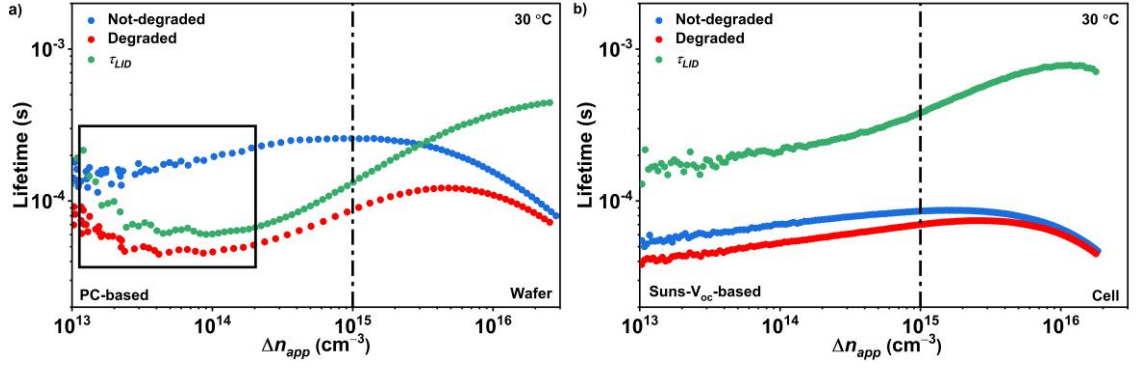 a)
30 °C
Not-degraded
Degraded
τLID
10⁻³
10⁻⁴
Lifetime (s)
PC-based
Wafer
10¹³
10¹⁴
10¹⁵
10¹⁶
Δnapp (cm⁻³)
b)
30 °C
Not-degraded
Degraded
τLID
10⁻³
10⁻⁴
Lifetime (s)
Suns-Voc-based
Cell
10¹³
10¹⁴
10¹⁵
10¹⁶
Δnapp (cm⁻³)